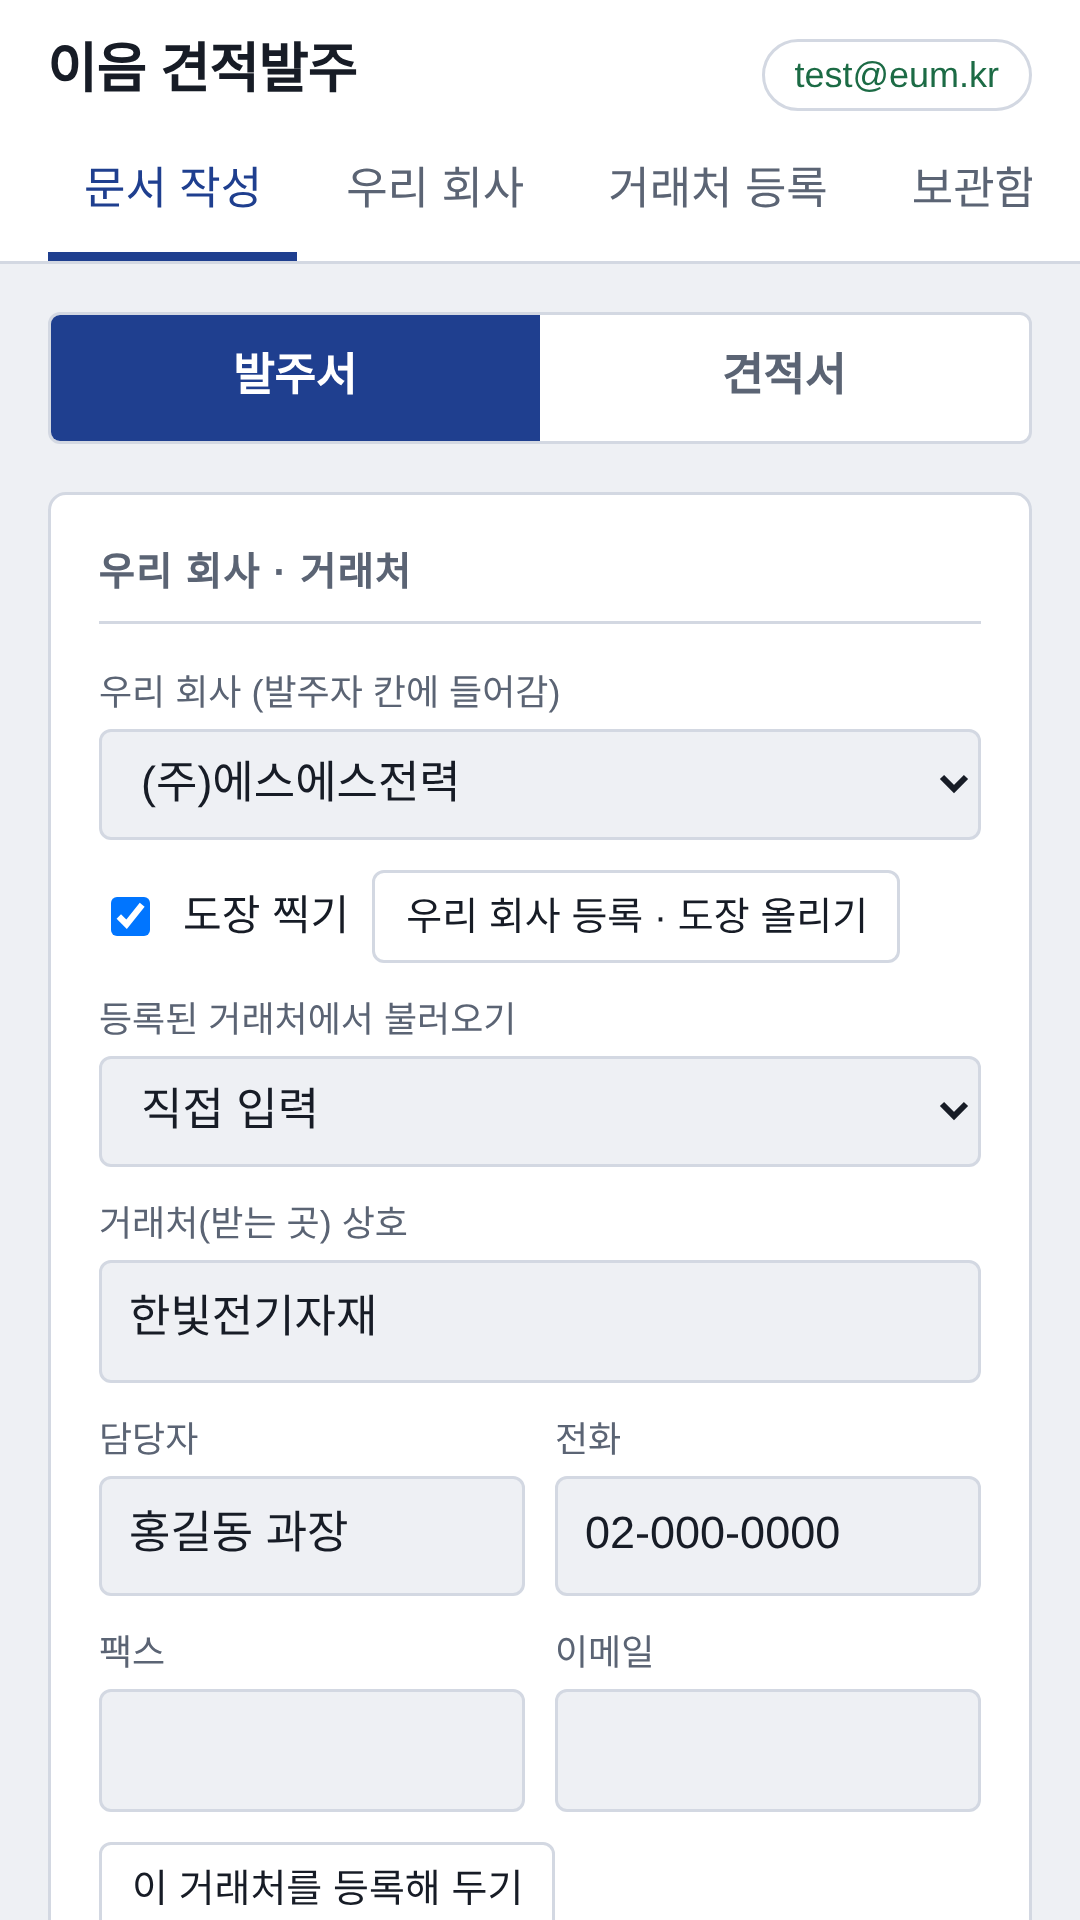 이음 견적발주
test@eum.kr
문서 작성 우리 회사 거래처 등록 보관함
발주서 견적서
우리 회사 · 거래처
우리 회사 (발주자 칸에 들어감)
(주)에스에스전력
도장 찍기 우리 회사 등록 · 도장 올리기
등록된 거래처에서 불러오기
직접 입력
거래처(받는 곳) 상호
한빛전기자재
담당자 전화
홍길동 과장 02-000-0000
팩스 이메일
이 거래처를 등록해 두기